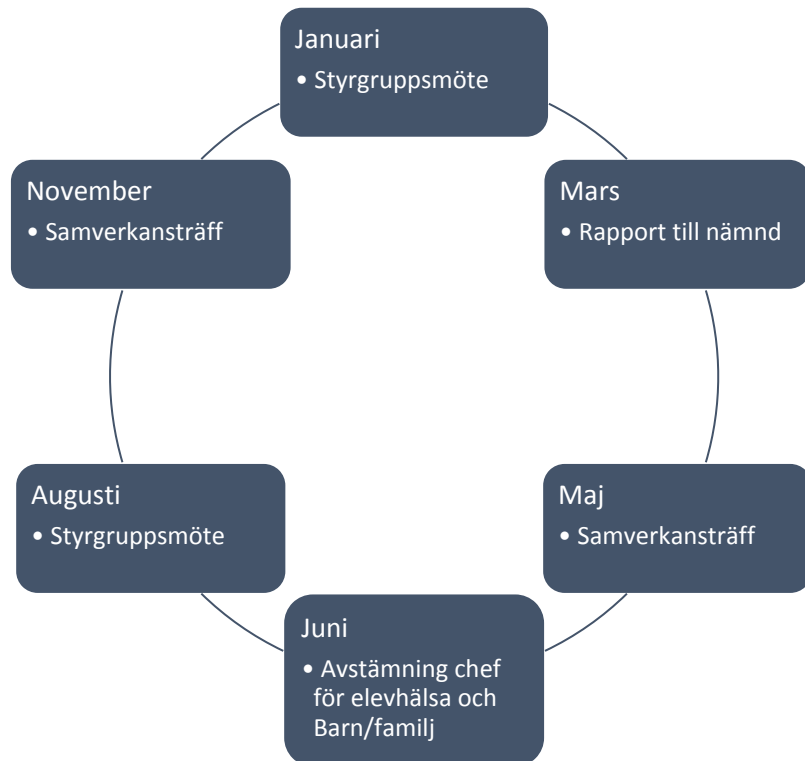 Januari
• Styrgruppsmöte
Mars
• Rapport till nämnd
Maj
• Samverkansträff
Juni
• Avstämning chef
för elevhälsa och
Barn/familj
Augusti
• Styrgruppsmöte
November
• Samverkansträff